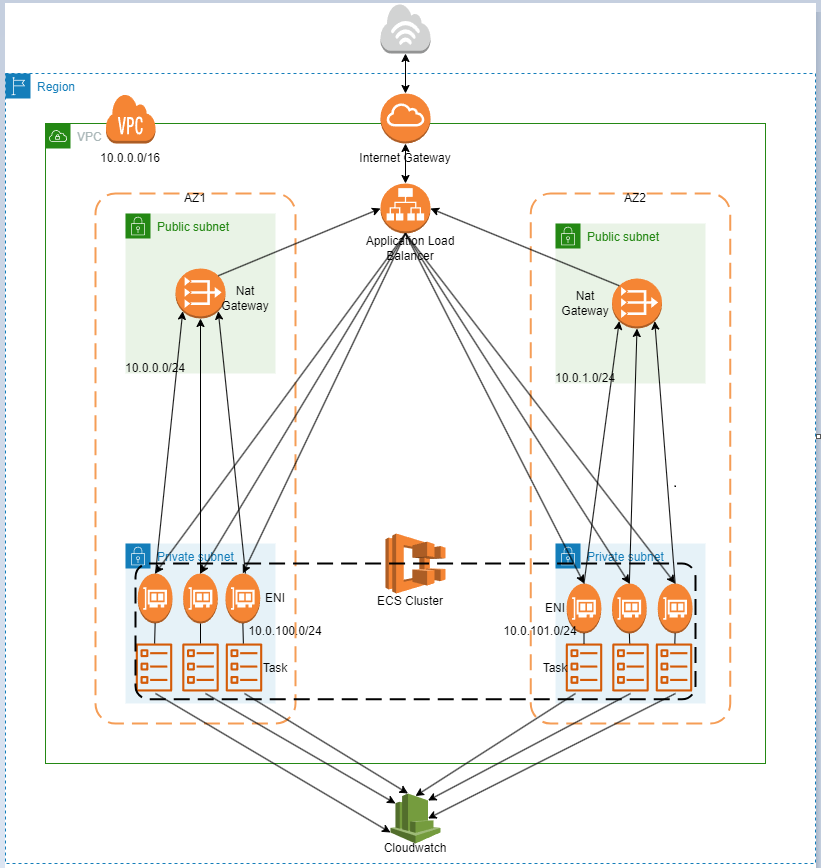 Region
VPC
VPC
10.0.0.0/16
Internet Gateway
AZ1
AZ2
Public subnet
Public subnet
Application Load
Balancer
Nat
Gateway
Nat
Gateway
10.0.0.0/24
10.0.1.0/24
Private subnet
Private subnet
ECS Cluster
ENI
ENI
10.0.100.0/24
10.0.101.0/24
Task
Task
Cloudwatch